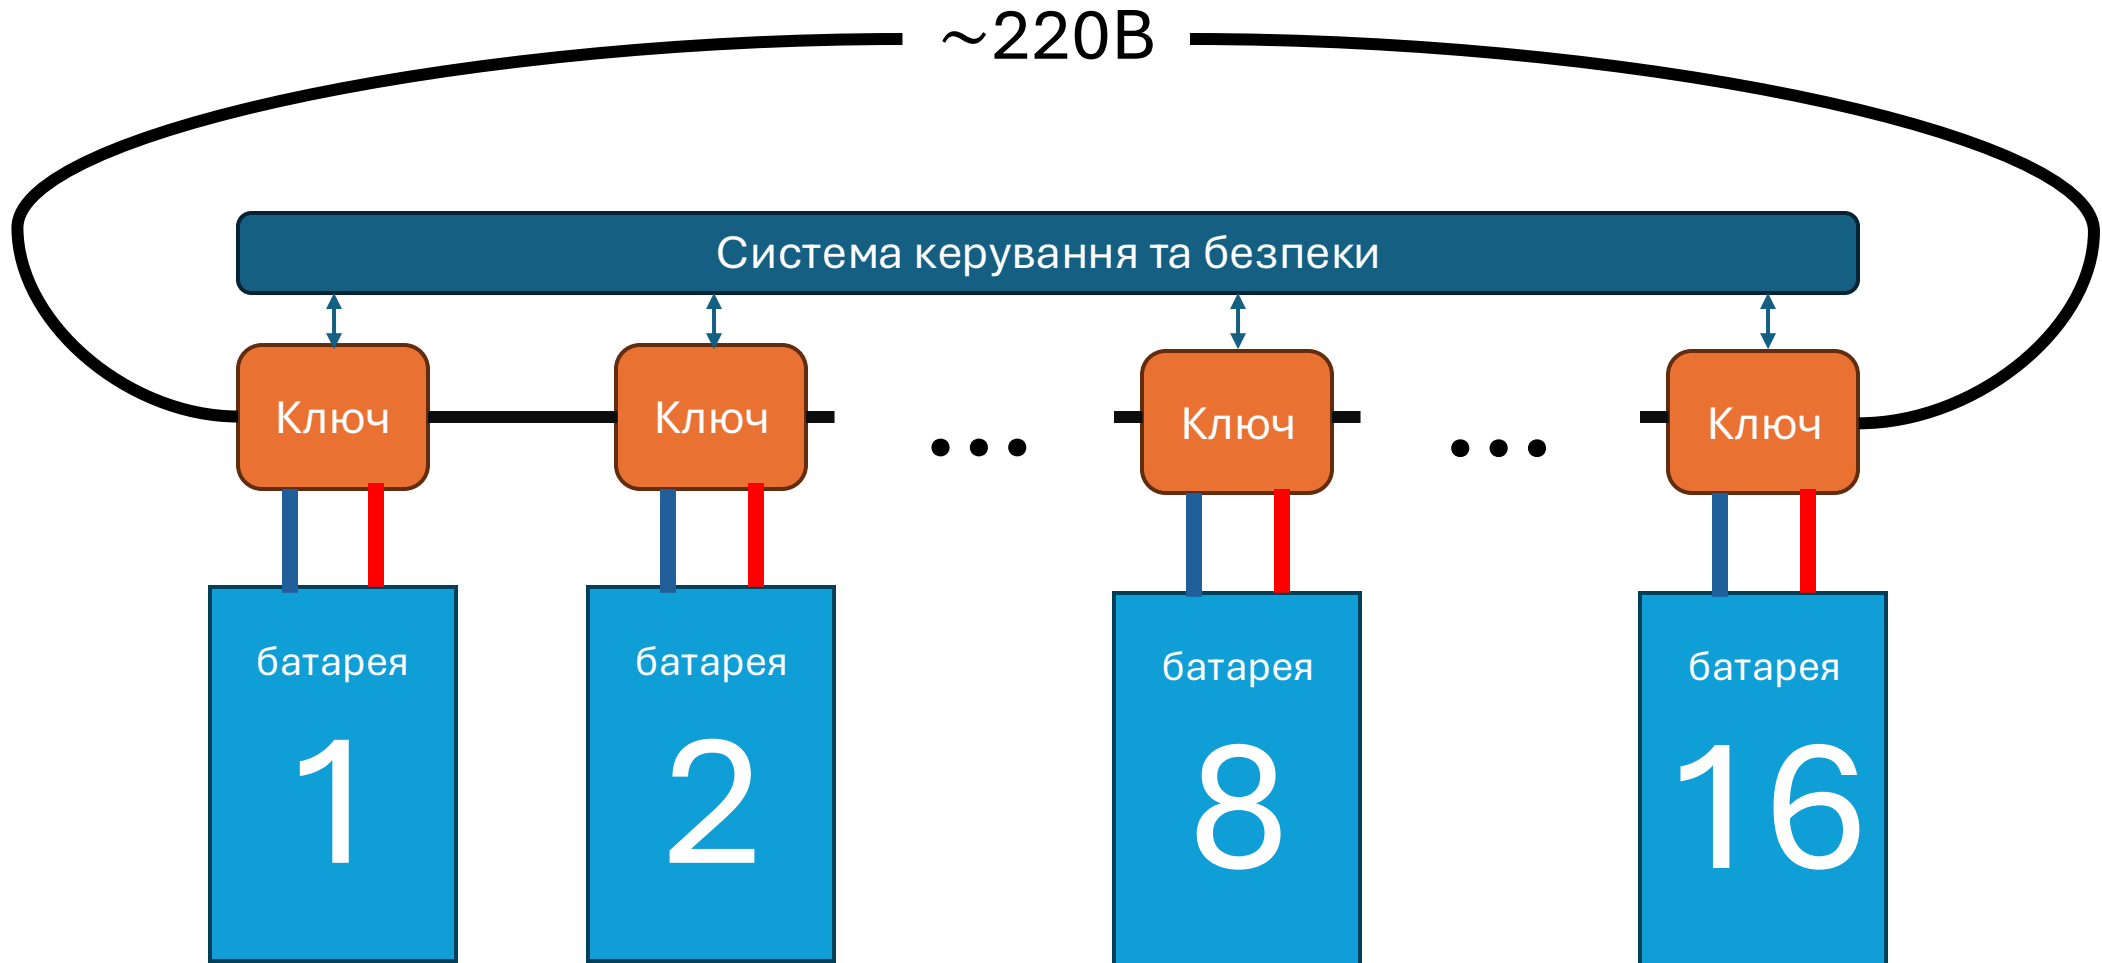 ~220В
Система керування та безпеки
Ключ Ключ Ключ Ключ
... ...
батарея батарея батарея батарея
1 2 8 16